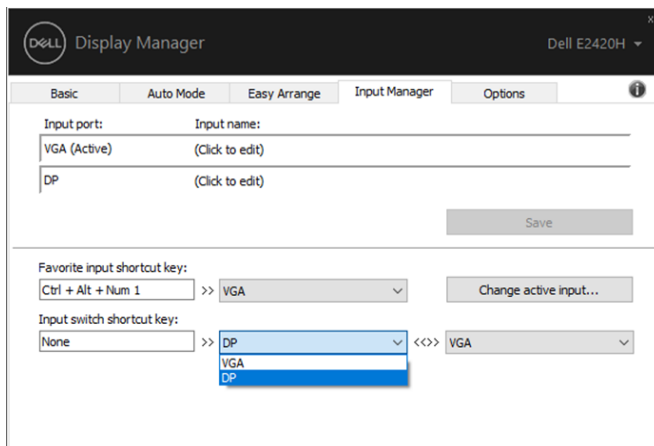 x
DELL Display Manager Dell E2420H
Basic Auto Mode Easy Arrange Input Manager Options i
Input port: Input name:
VGA (Active) (Click to edit)
DP (Click to edit)
Save
Favorite input shortcut key:
Ctrl + Alt + Num 1 >> VGA Change active input...
Input switch shortcut key:
None >> DP <<>> VGA
VGA
DP